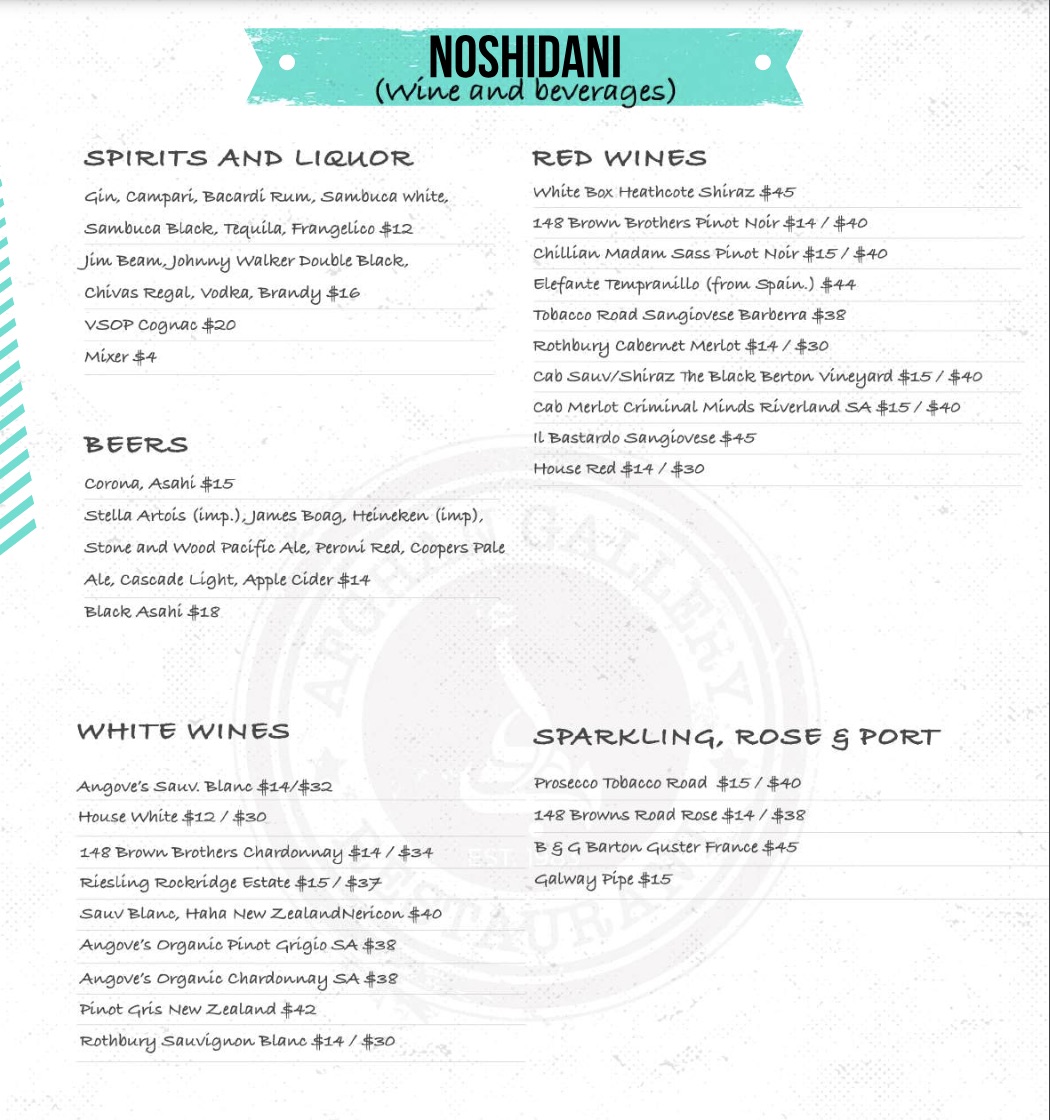 NOSHIDANI
(Wine and beverages)
SPIRITS AND LIQUOR
Gin, Campari, Bacardi Rum, Sambuca white,
Sambuca Black, Tequila, Frangelico $12
Jim Beam, Johnny Walker Double Black,
Chivas Regal, Vodka, Brandy $16
VSOP Cognac $20
Mixer $4
BEERS
Corona, Asahi $15
Stella Artois (imp.), James Boag, Heineken (imp),
Stone and Wood Pacific Ale, Peroni Red, Coopers Pale
Ale, Cascade Light, Apple Cider $14
Black Asahi $18
RED WINES
White Box Heathcote Shiraz $45
148 Brown Brothers Pinot Noir $14 / $40
Chillian Madam Sass Pinot Noir $15 / $40
Elefante Tempranillo (from Spain.) $44
Tobacco Road Sangiovese Barberra $38
Rothbury Cabernet Merlot $14 / $30
Cab Sauv/Shiraz The Black Berton Vineyard $15 / $40
Cab Merlot Criminal Minds Riverland SA $15 / $40
Il Bastardo Sangiovese $45
House Red $14 / $30
WHITE WINES
Angove's Sauv. Blanc $14/$32
House White $12 / $30
148 Brown Brothers Chardonnay $14 / $34
Riesling Rockridge Estate $15 / $37
Sauv Blanc, Haha New ZealandNericon $40
Angove's Organic Pinot Grigio SA $38
Angove's Organic Chardonnay SA $38
Pinot Gris New Zealand $42
Rothbury Sauvignon Blanc $14 / $30
SPARKLING, ROSE & PORT
Prosecco Tobacco Road $15 / $40
148 Browns Road Rose $14 / $38
B & G Barton Guster France $45
Galway Pipe $15
AFGHAN GALLERY
RESTAURANT
EST.